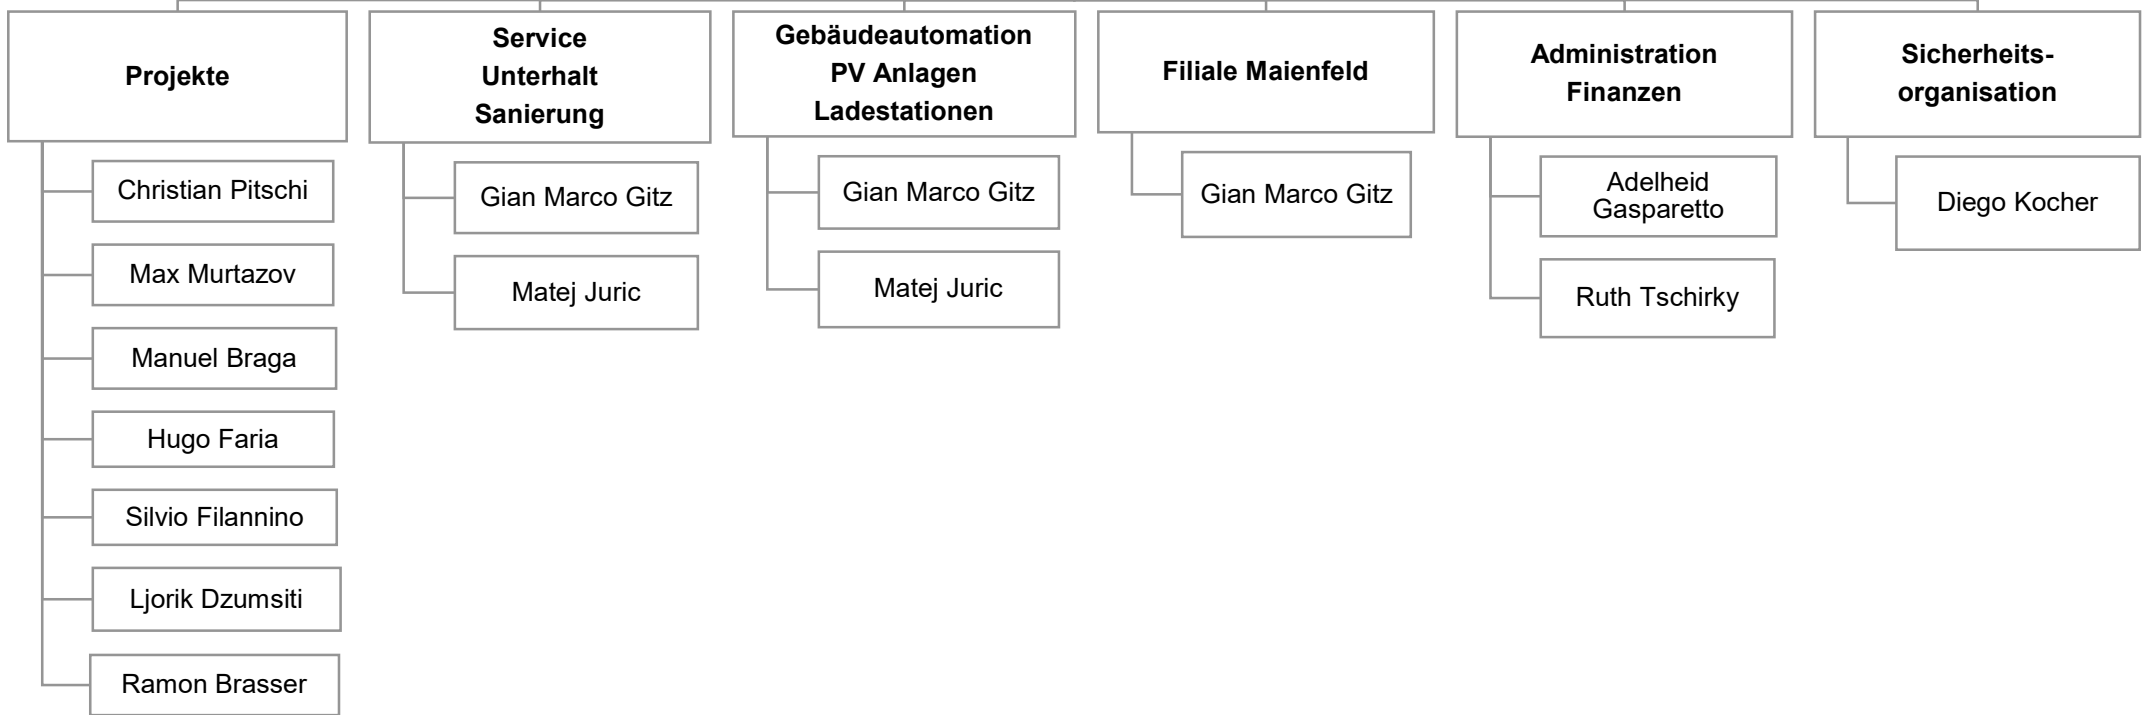 Projekte
Christian Pitschi
Max Murtazov
Manuel Braga
Hugo Faria
Silvio Filannino
Ljorik Dzumsiti
Ramon Brasser
Service
Unterhalt
Sanierung
Gian Marco Gitz
Matej Juric
Gebäudeautomation
PV Anlagen
Ladestationen
Gian Marco Gitz
Matej Juric
Filiale Maienfeld
Gian Marco Gitz
Administration
Finanzen
Adelheid
Gasparetto
Ruth Tschirky
Sicherheits-
organisation
Diego Kocher